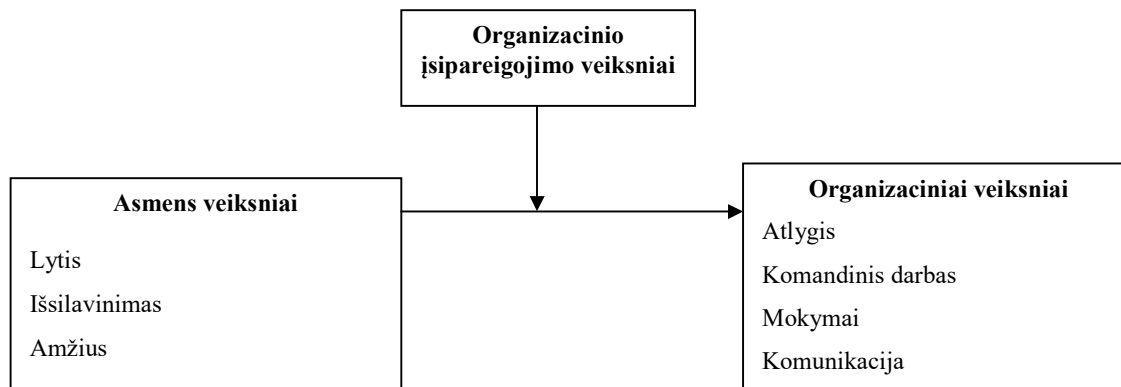 Organizacinio
įsipareigojimo veiksniai
Asmens veiksniai
Lytis
Išsilavinimas
Amžius
Organizaciniai veiksniai
Atlygis
Komandinis darbas
Mokymai
Komunikacija